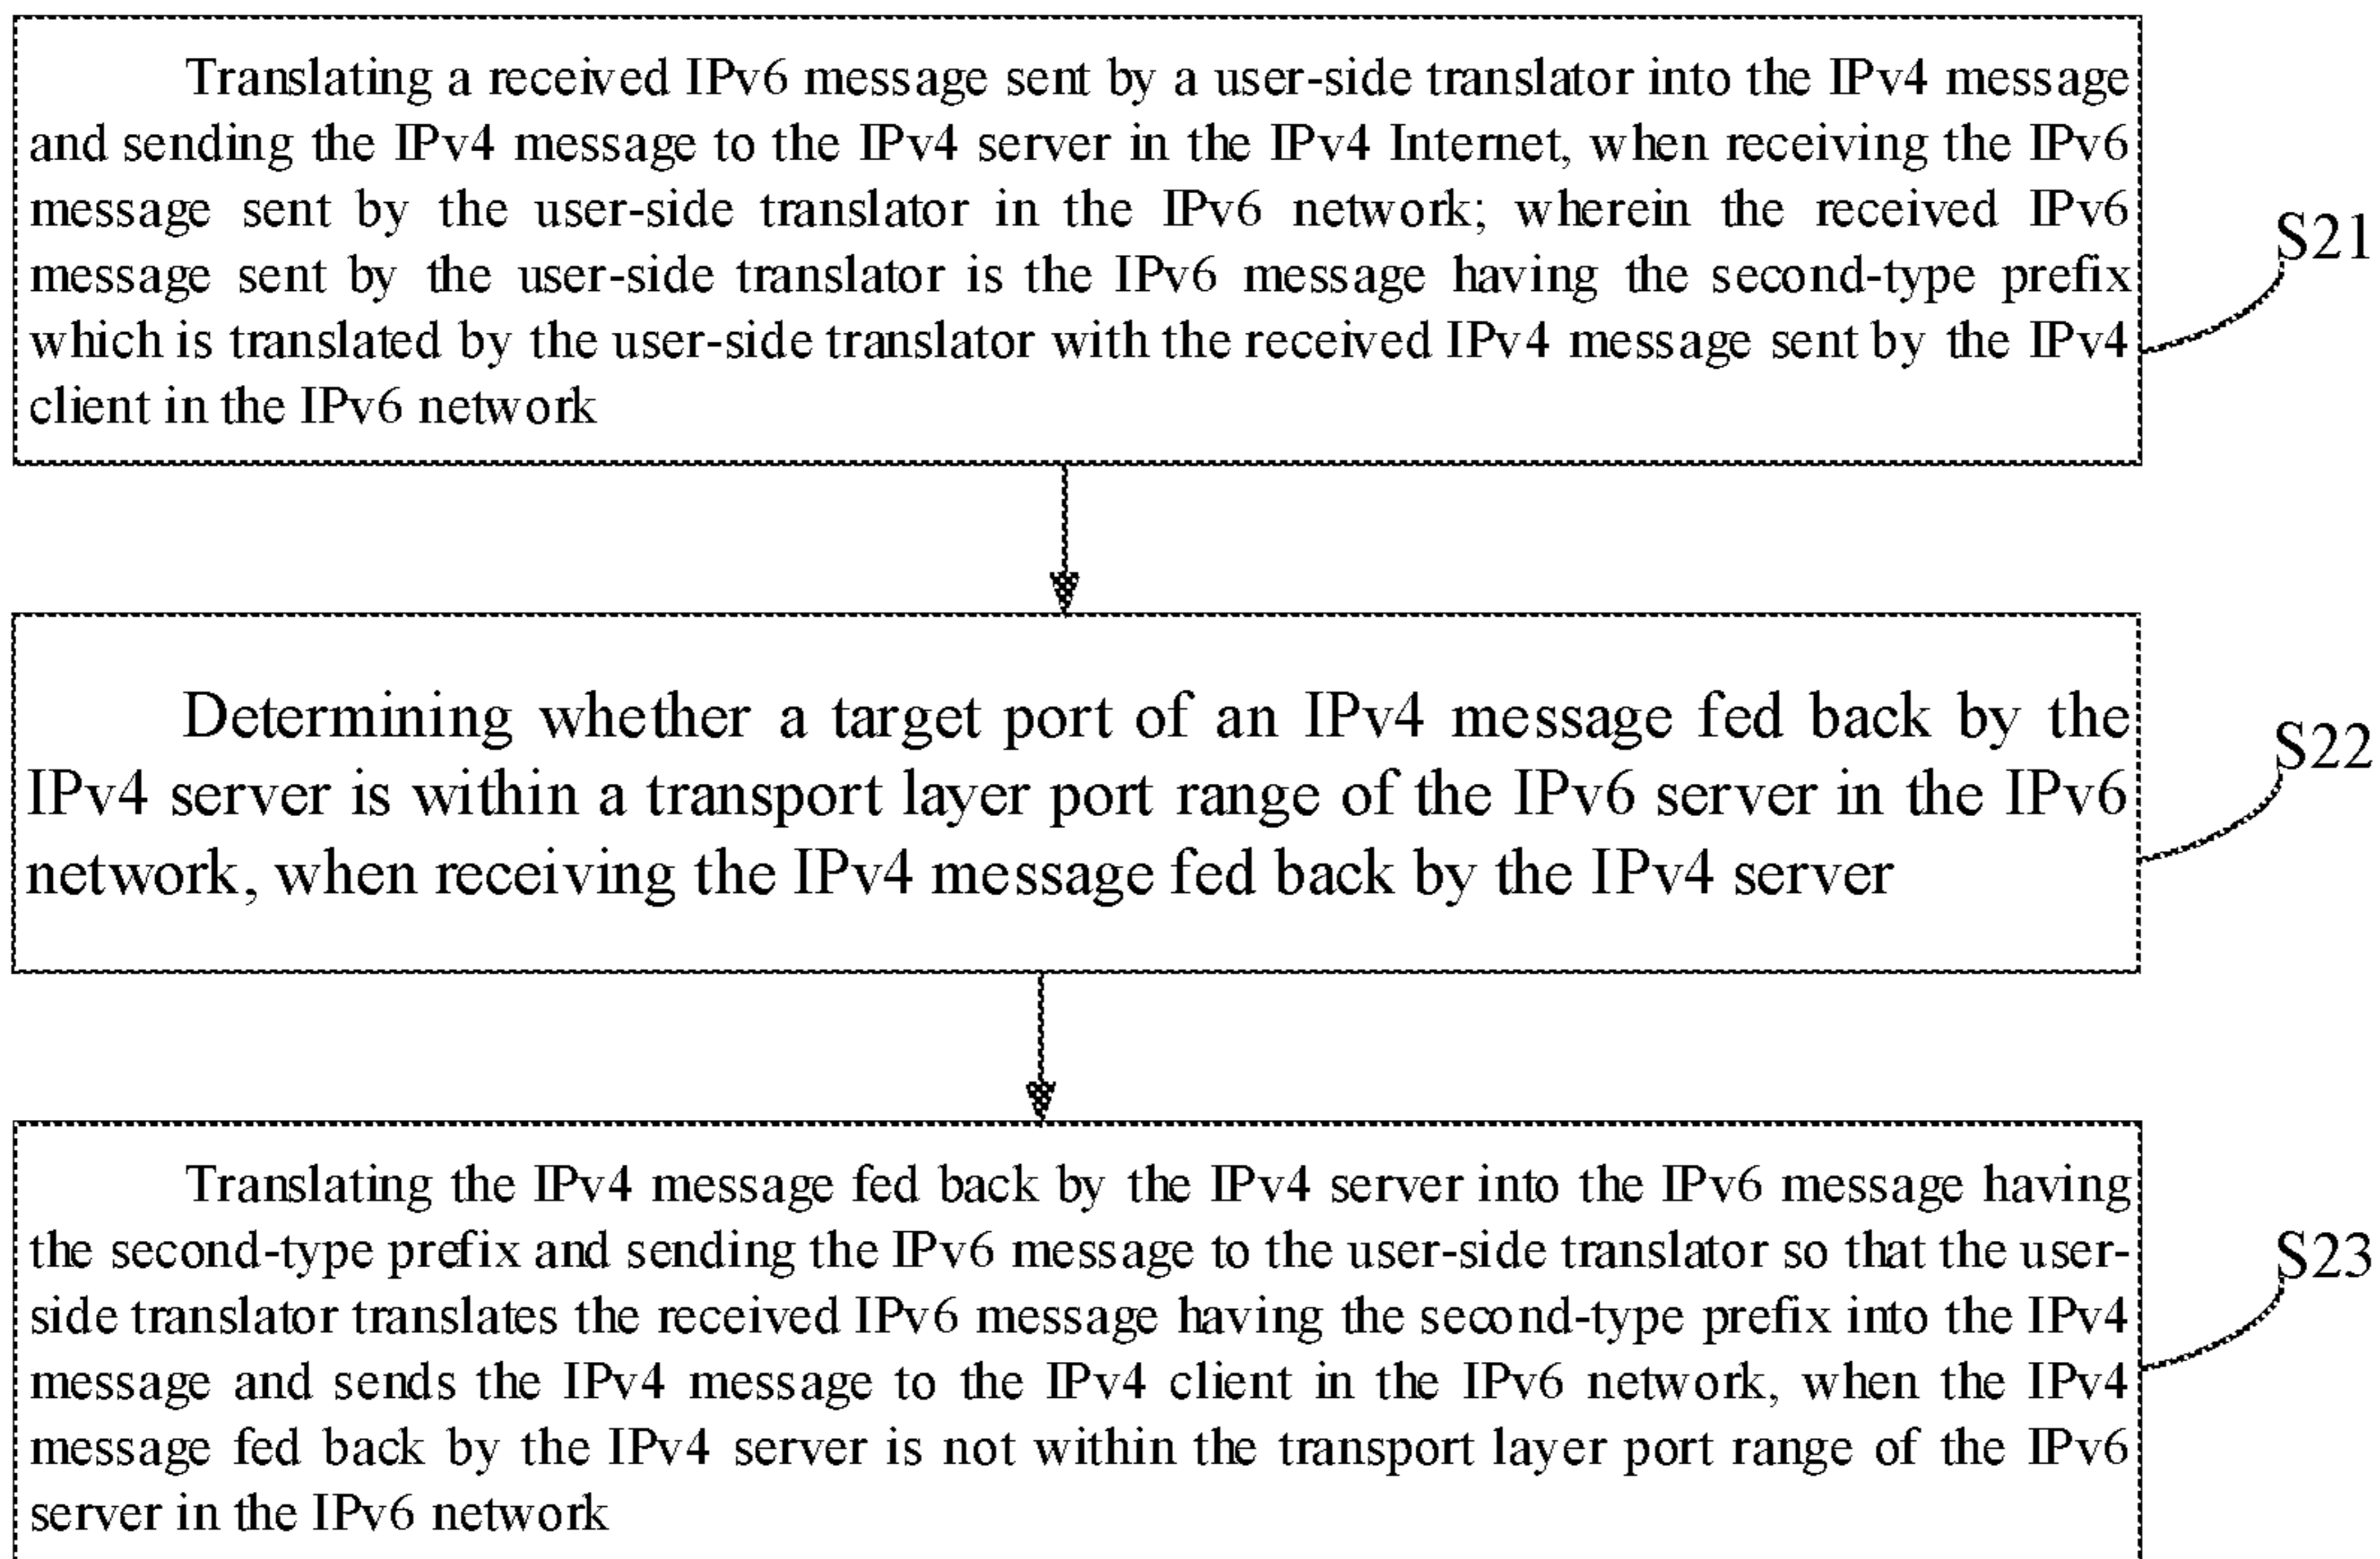 Translating a received IPv6 message sent by a user-side translator into the IPv4 message
and sending the IPv4 message to the IPv4 server in the IPv4 Internet, when receiving the IPv6
message sent by the user-side translator in the IPv6 network; wherein the received IPv6
message sent by the user-side translator is the IPv6 message having the second-type prefix
which is translated by the user-side translator with the received IPv4 message sent by the IPv4
client in the IPv6 network
S21
Determining whether a target port of an IPv4 message fed back by the
IPv4 server is within a transport layer port range of the IPv6 server in the IPv6
network, when receiving the IPv4 message fed back by the IPv4 server
S22
Translating the IPv4 message fed back by the IPv4 server into the IPv6 message having
the second-type prefix and sending the IPv6 message to the user-side translator so that the user-
side translator translates the received IPv6 message having the second-type prefix into the IPv4
message and sends the IPv4 message to the IPv4 client in the IPv6 network, when the IPv4
message fed back by the IPv4 server is not within the transport layer port range of the IPv6
server in the IPv6 network
S23